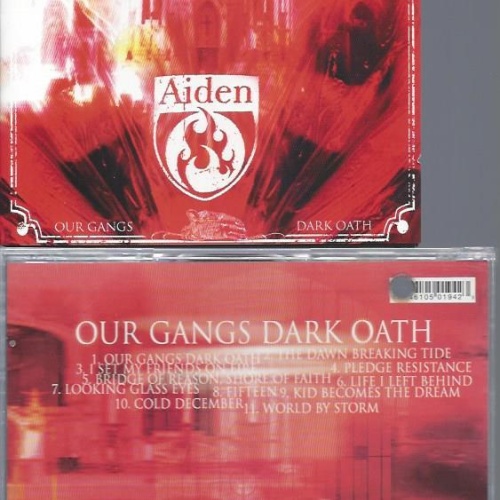 Aiden
OUR GANGS DARK OATH
46105 01942
OUR GANGS DARK OATH
1. OUR GANGS DARK OATH 2. THE DAWN BREAKING TIDE
3. I SET MY FRIENDS ON FIRE 4. PLEDGE RESISTANCE
5. BRIDGE OF REASON, SHORE OF FAITH 6. LIFE I LEFT BEHIND
7. LOOKING GLASS EYES 8. FIFTEEN 9. KID BECOMES THE DREAM
10. COLD DECEMBER 11. WORLD BY STORM